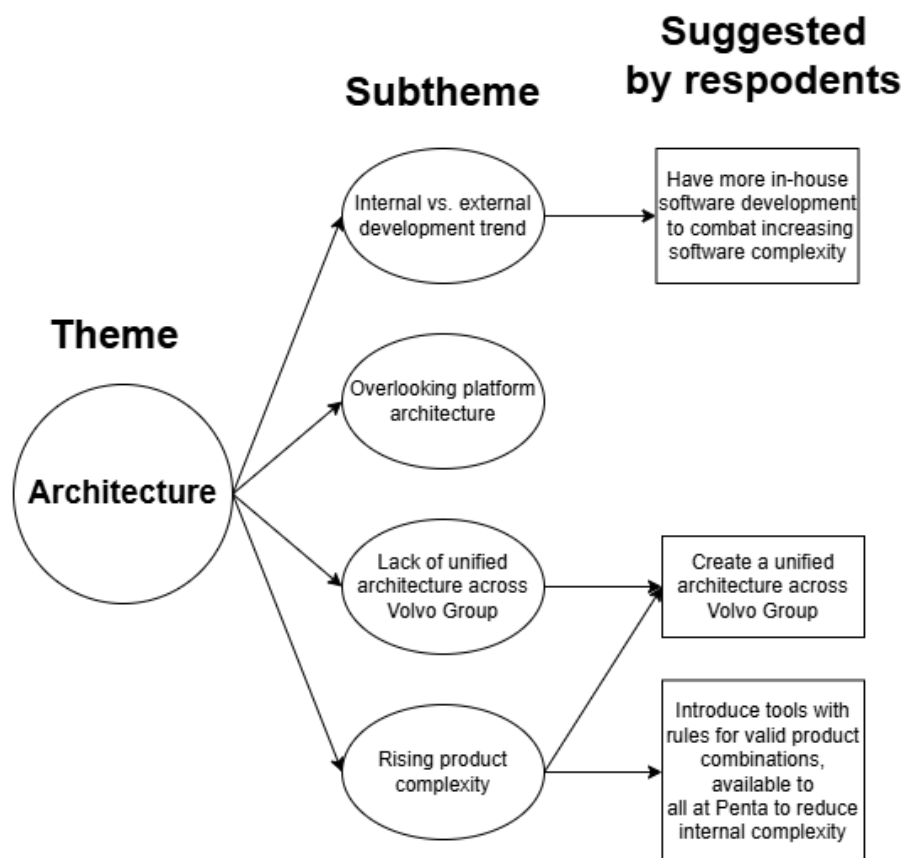 Suggested
by respodents
Subtheme
Theme
Architecture
Internal vs. external
development trend
Have more in-house
software development
to combat increasing
software complexity
Overlooking platform
architecture
Lack of unified
architecture across
Volvo Group
Create a unified
architecture across
Volvo Group
Rising product
complexity
Introduce tools with
rules for valid product
combinations,
available to
all at Penta to reduce
internal complexity